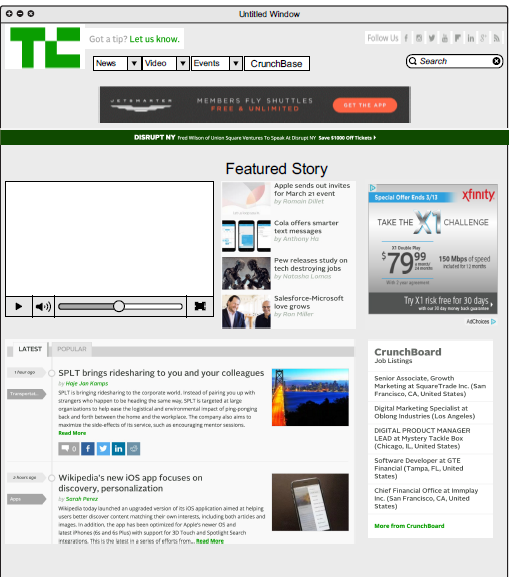 Untitled Window
TC
Got a tip? Let us know.
Follow Us
News
Video
Events
CrunchBase
Search
JETSMARTER
MEMBERS FLY SHUTTLES
FREE & UNLIMITED
GET THE APP
DISRUPT NY Fred Wilson of Union Square Ventures To Speak At Disrupt NY Save $1000 Off Tickets
Featured Story
Apple sends out invites
for March 21 event
by Romain Dillet
Cola offers smarter
text messages
by Anthony Ha
Pew releases study on
tech destroying jobs
by Natasha Lomas
Salesforce-Microsoft
love grows
by Ron Miller
Special Offer Ends 3/13
xfinity
TAKE THE X1 CHALLENGE
X1 Double Play
$79.99
150 Mbps of speed
included for 12 months
With 2 year agreement
Try X1 risk free for 30 days
with our 30 day money back guarantee
AdChoices
LATEST
POPULAR
1 hour ago
SPLT brings ridesharing to you and your colleagues
by Haje Jan Kamps
Transportat...
SPLT is bringing ridesharing to the corporate world. Instead of pairing you up with
strangers who happen to be heading the same way. SPLT is targeted at large
organizations to help ease the logistical and environmental impact of ping-ponging
back and forth between the home and the workplace. The company also aims to
maximize the side-effects of its service, such as encouraging mentor sessions.
Read More
0
2 hours ago
Wikipedia's new iOS app focuses on
discovery, personalization
Apps
by Sarah Perez
Wikipedia today launched an upgraded version of its iOS application aimed at helping
users better discover content matching their own interests, including both articles and
images. In addition, the app has been optimized for Apple's newer OS and
latest iPhones (6s and 6s Plus) with support for 3D Touch and Spotlight Search
integrations. This is the latest in a series of efforts from... Read More
CrunchBoard
Job Listings
Senior Associate, Growth
Marketing at SquareTrade Inc. (San
Francisco, CA, United States)
Digital Marketing Specialist at
Oblong Industries (Los Angeles)
DIGITAL PRODUCT MANAGER
LEAD at Mystery Tackle Box
(Chicago, IL, United States)
Software Developer at GTE
Financial (Tampa, FL, United
States)
Chief Financial Office at Immplay
Inc. (San Francisco, CA, United
States)
More from CrunchBoard